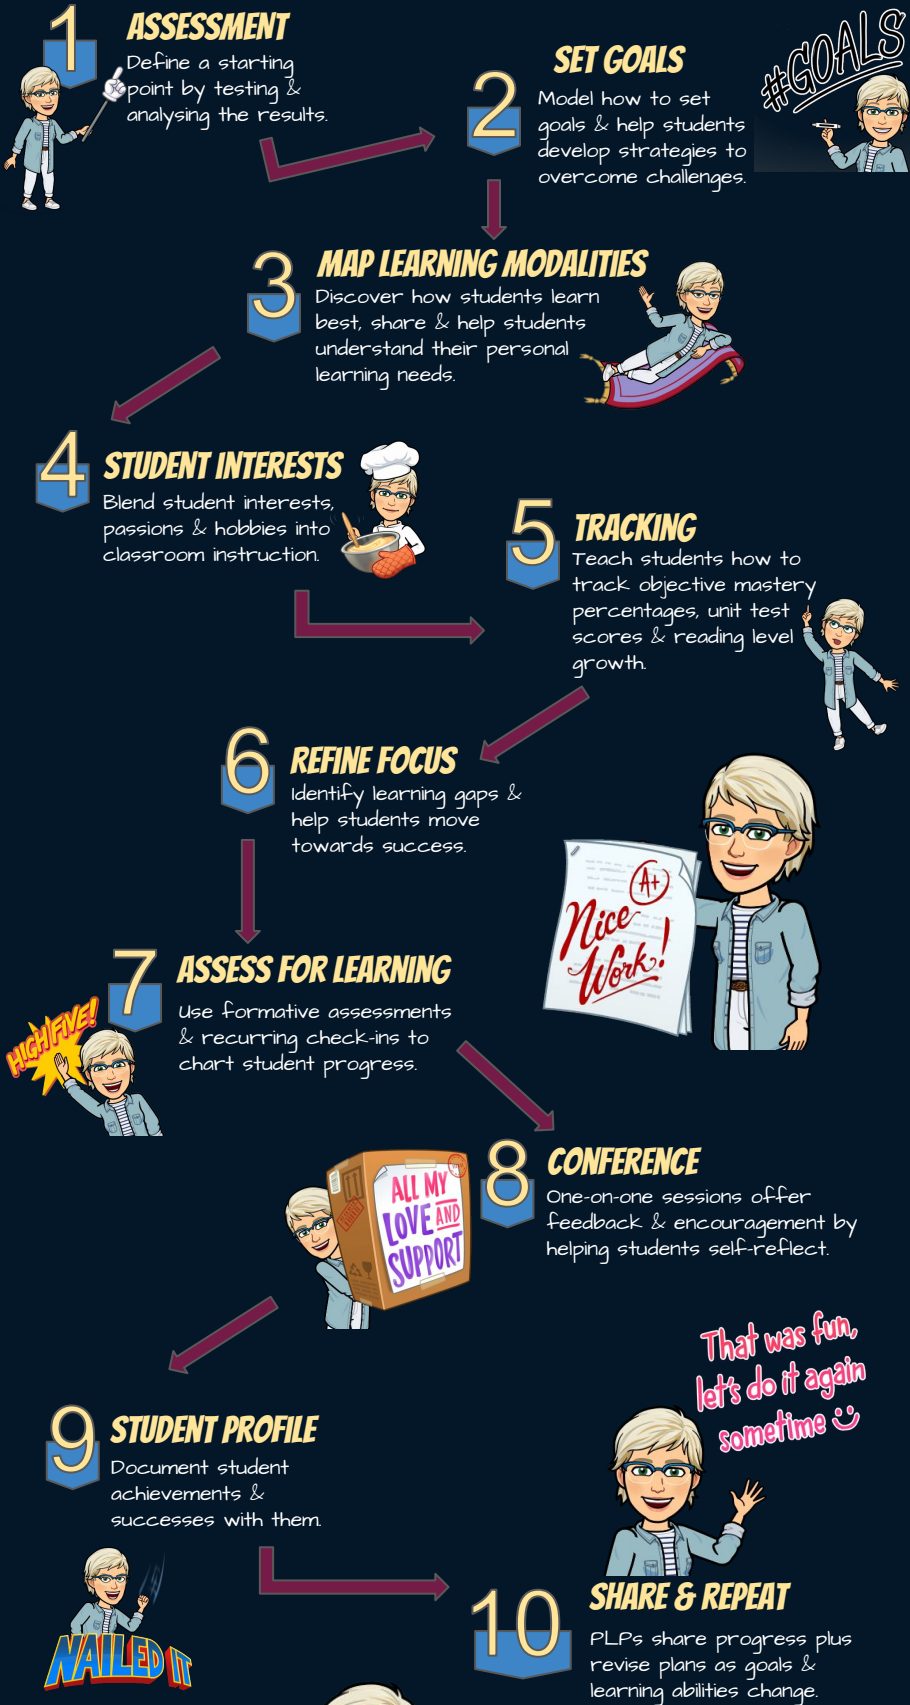 1
ASSESSMENT
Define a starting
point by testing &
analysing the results.
#GOALS
2
SET GOALS
Model how to set
goals & help students
develop strategies to
overcome challenges.
3
MAP LEARNING MODALITIES
Discover how students learn
best, share & help students
understand their personal
learning needs.
4
STUDENT INTERESTS
Blend student interests,
passions & hobbies into
classroom instruction.
5
TRACKING
Teach students how to
track objective mastery
percentages, unit test
scores & reading level
growth.
6
REFINE FOCUS
Identify learning gaps &
help students move
towards success.
A+
Nice
Work!
7
ASSESS FOR LEARNING
Use formative assessments
& recurring check-ins to
chart student progress.
HIGH FIVE!
8
CONFERENCE
One-on-one sessions offer
feedback & encouragement by
helping students self-reflect.
ALL MY
LOVE AND
SUPPORT
That was fun,
let's do it again
sometime
9
STUDENT PROFILE
Document student
achievements &
successes with them.
NAILED IT
10
SHARE & REPEAT
PLPs share progress plus
revise plans as goals &
learning abilities change.